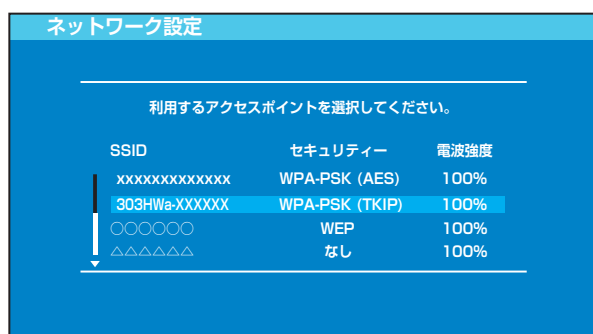 ネットワーク設定
利用するアクセスポイントを選択してください。
SSID セキュリティー 電波強度
xxxxxxxxxxxxx WPA-PSK (AES) 100%
303HWa-XXXXXX WPA-PSK (TKIP) 100%
○○○○○○ WEP 100%
△△△△△△ なし 100%